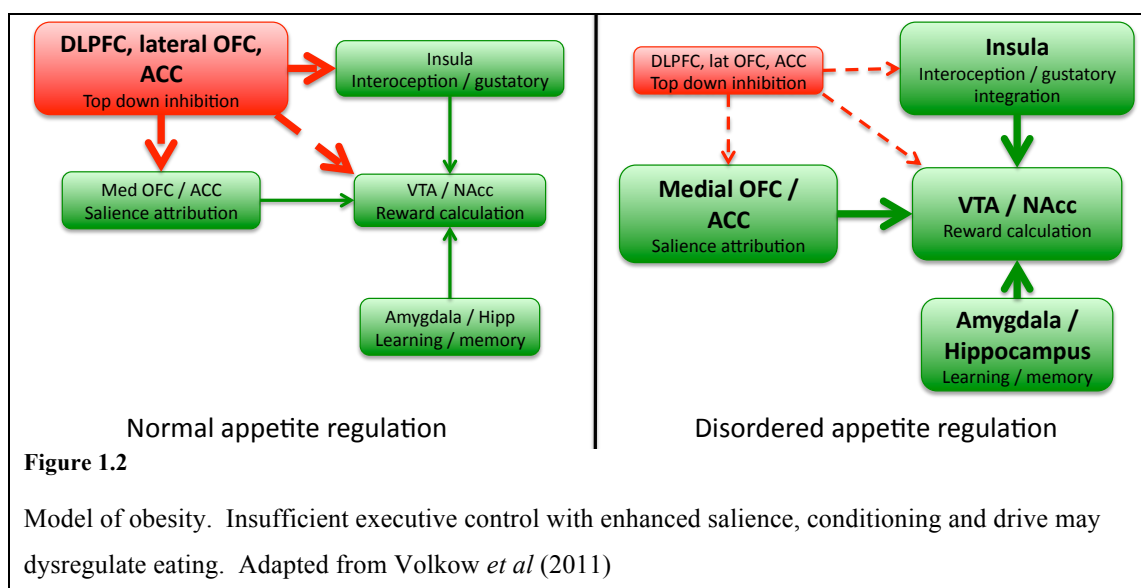 DLPFC, lateral OFC,
ACC
Top down inhibition
Insula
Interoception / gustatory
Med OFC / ACC
Salience attribution
VTA / NAcc
Reward calculation
Amygdala / Hipp
Learning / memory
Normal appetite regulation
DLPFC, lat OFC, ACC
Top down inhibition
Insula
Interoception / gustatory
integration
Medial OFC /
ACC
Salience attribution
VTA / NAcc
Reward calculation
Amygdala /
Hippocampus
Learning / memory
Disordered appetite regulation
Figure 1.2
Model of obesity. Insufficient executive control with enhanced salience, conditioning and drive may
dysregulate eating. Adapted from Volkow et al (2011)